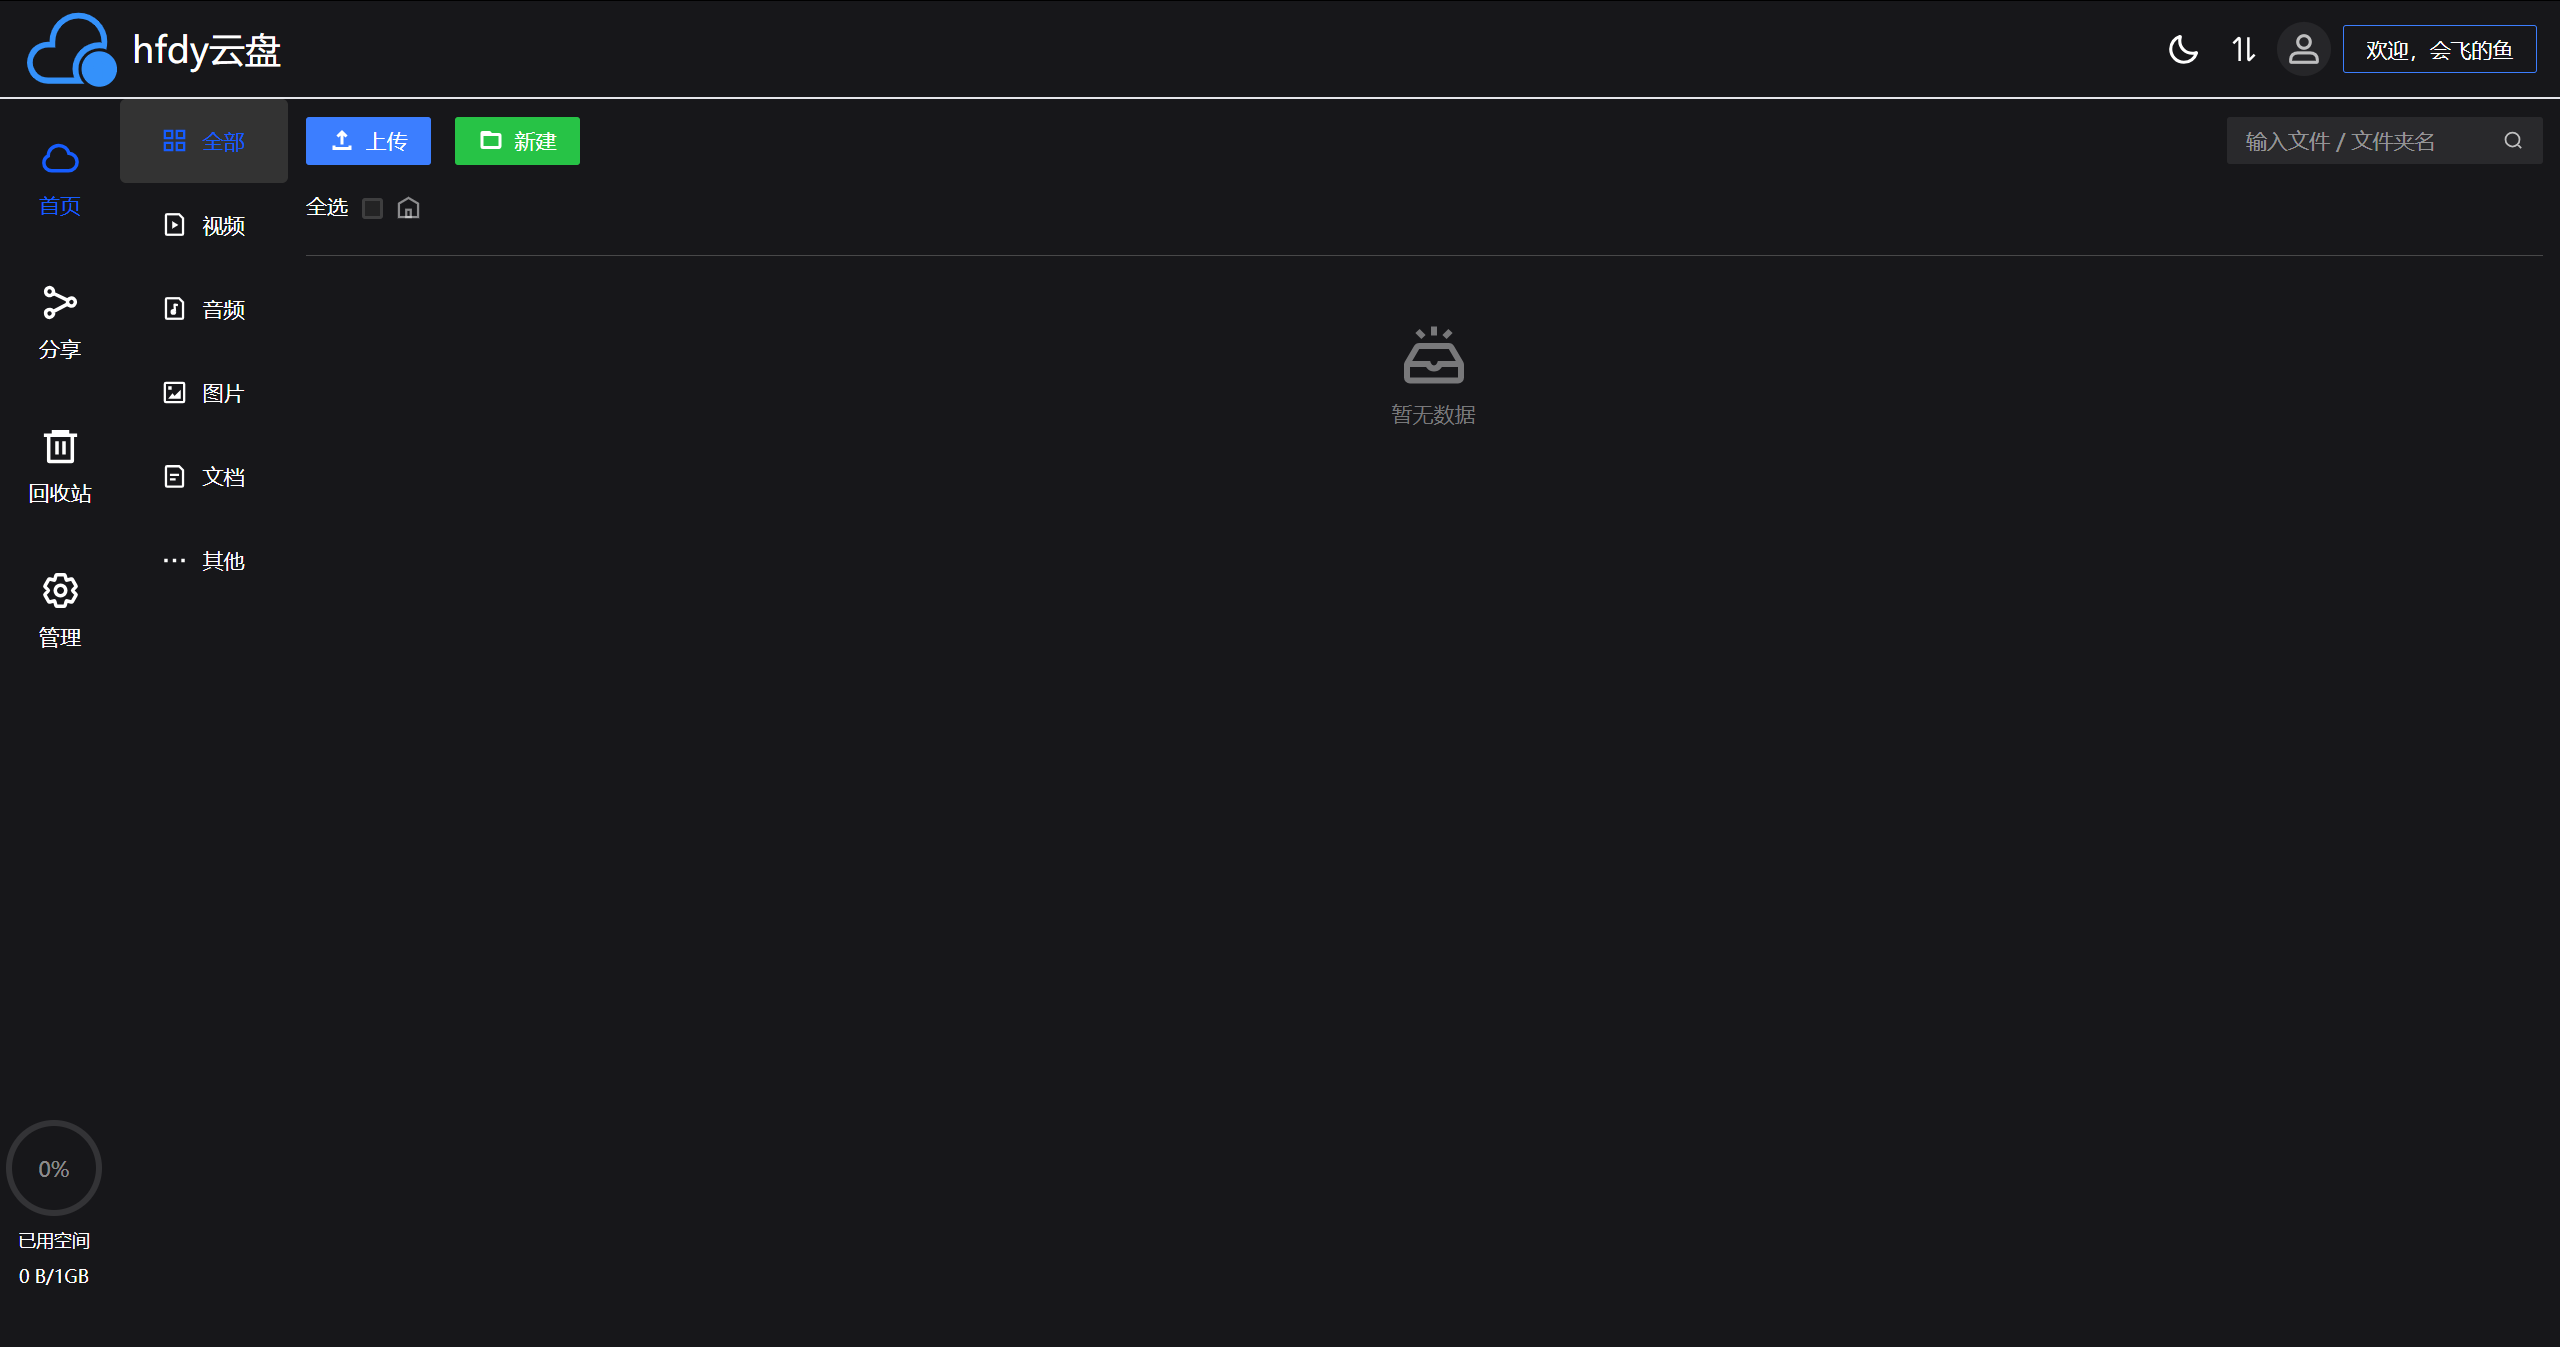 hfdy云盘
欢迎，会飞的鱼
首页
分享
回收站
管理
全部
视频
音频
图片
文档
其他
上传
新建
输入文件 / 文件夹名
全选
暂无数据
0%
已用空间
0 B/1GB